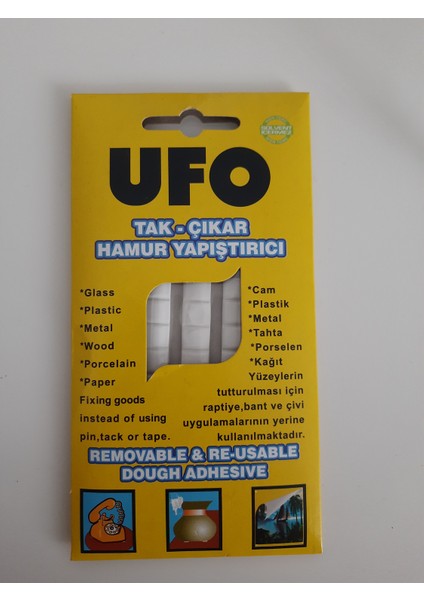 UFO
TAK - ÇIKAR
HAMUR YAPIŞTIRICI
*Glass
*Plastic
*Metal
*Wood
*Porcelain
*Paper
Fixing goods
instead of using
pin,tack or tape.
*Cam
*Plastik
*Metal
*Tahta
*Porselen
*Kağıt
Yüzeylerin
tutturulması için
raptiye,bant ve çivi
uygulamalarının yerine
kullanılmaktadır.
REMOVABLE & RE-USABLE
DOUGH ADHESIVE